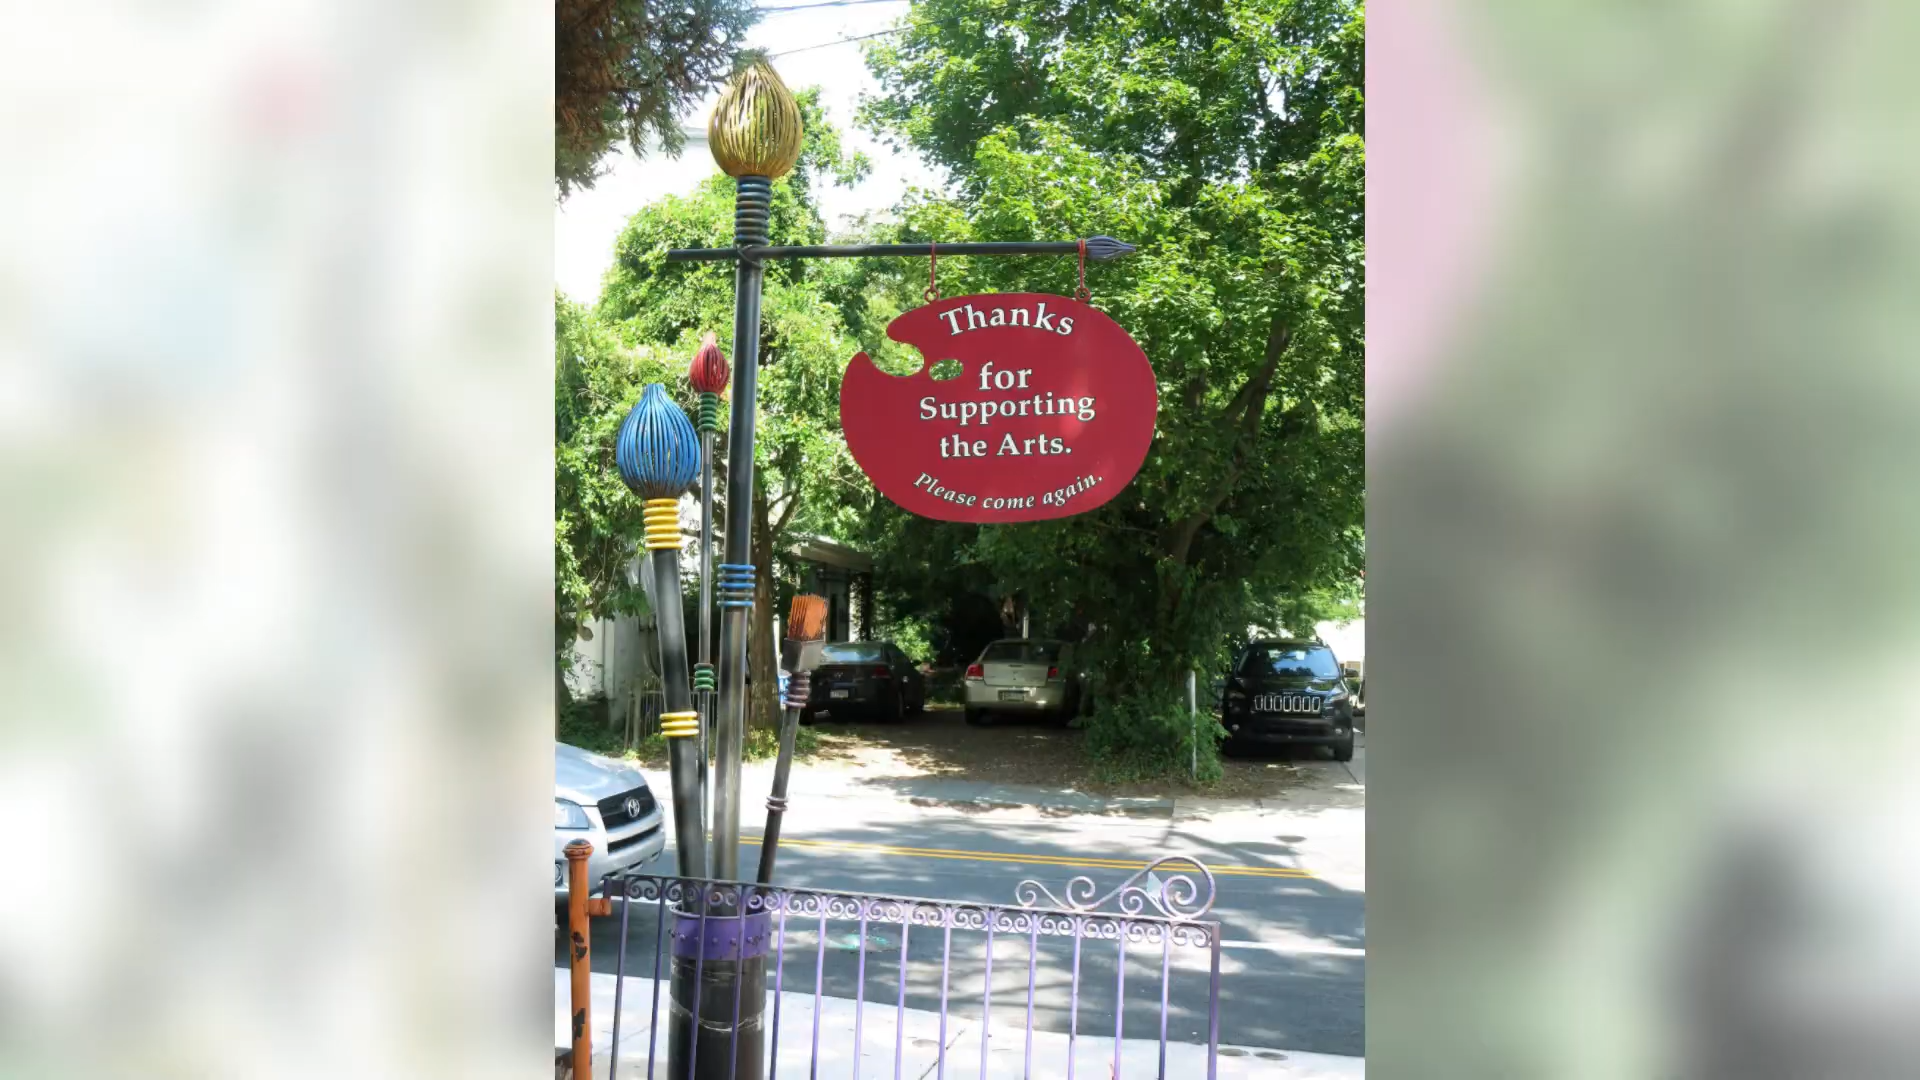 Thanks
for
Supporting
the Arts.
Please come again.